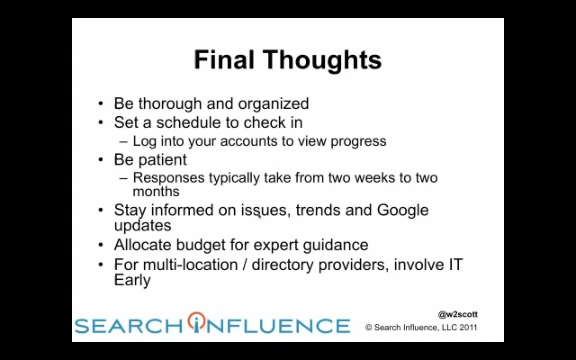 Final Thoughts
• Be thorough and organized
• Set a schedule to check in
– Log into your accounts to view progress
• Be patient
– Responses typically take from two weeks to two
months
• Stay informed on issues, trends and Google
updates
• Allocate budget for expert guidance
• For multi-location / directory providers, involve IT
Early
@w2scott
SEARCH INFLUENCE
© Search Influence, LLC 2011